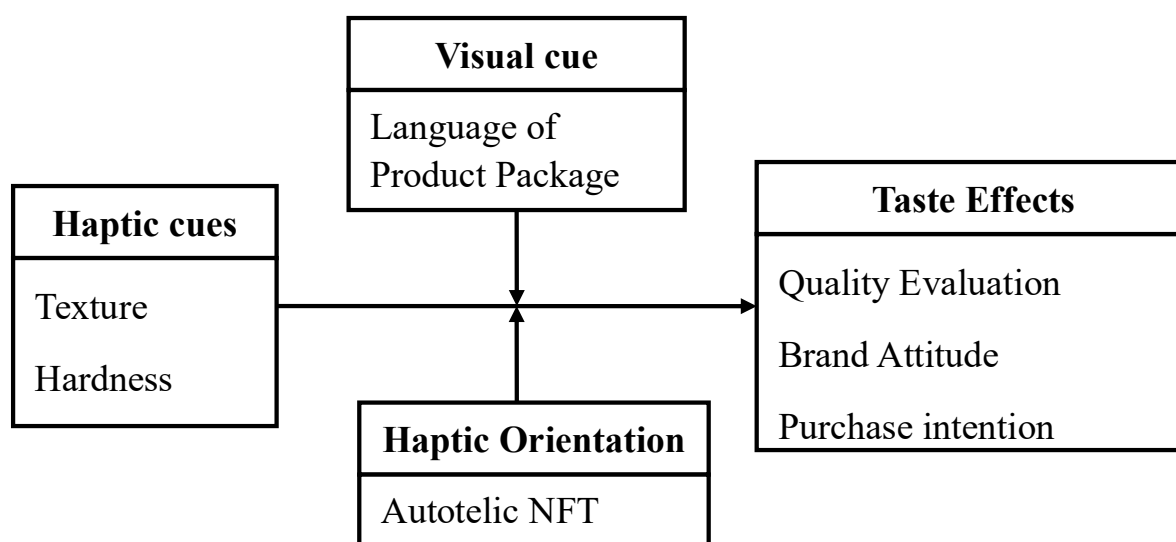 Visual cue
Language of
Product Package
Haptic cues
Texture
Hardness
Taste Effects
Quality Evaluation
Brand Attitude
Purchase intention
Haptic Orientation
Autotelic NFT